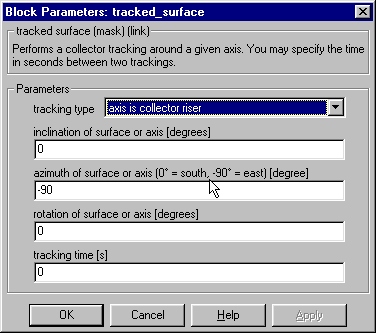 Block Parameters: tracked_surface
tracked surface (mask) (link)
Performs a collector tracking around a given axis. You may specify the time
in seconds between two trackings.
Parameters
tracking type axis is collector riser
inclination of surface or axis [degrees]
0
azimuth of surface or axis (0° = south, -90° = east) [degree]
-90
rotation of surface or axis [degrees]
0
tracking time [s]
0
OK Cancel Help Apply